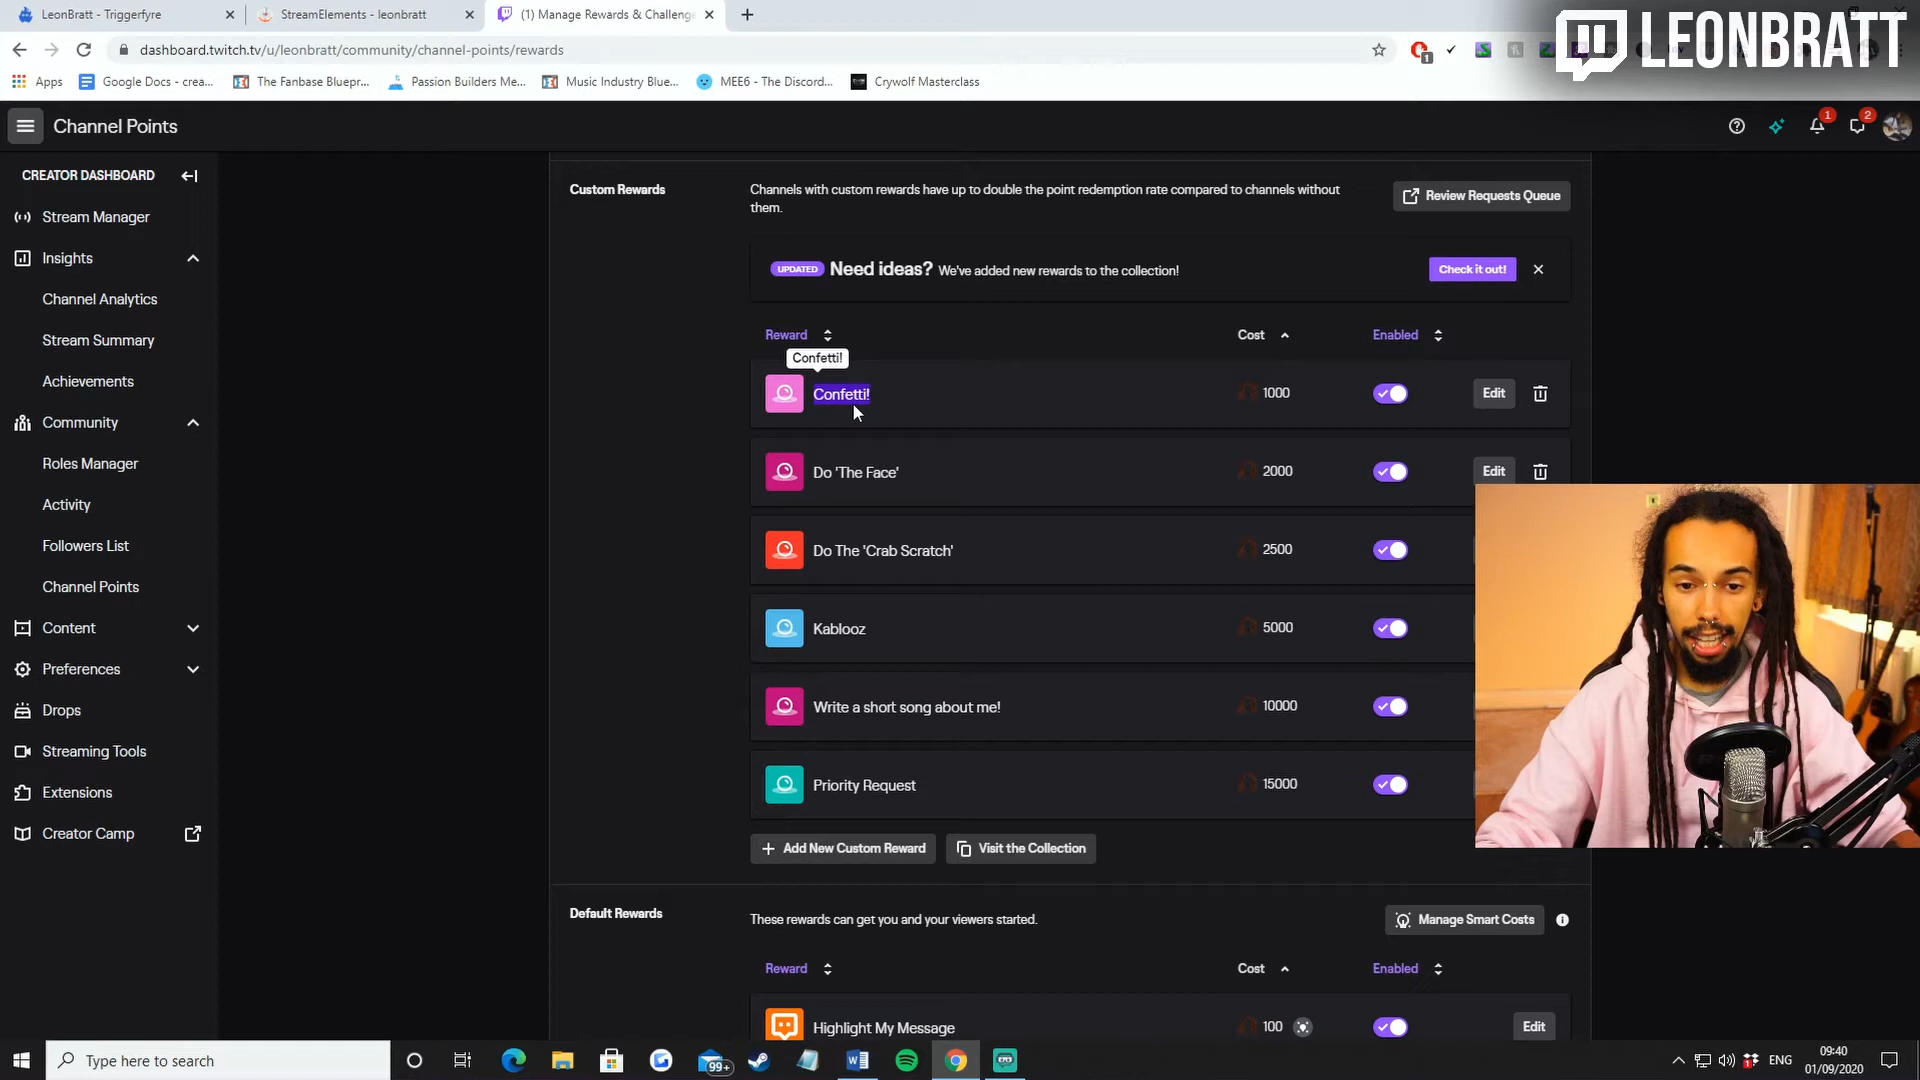 LeonBratt - Triggerfyre
StreamElements - leonbratt
(1) Manage Rewards & Challenge
LEONBRATT
dashboard.twitch.tv/u/leonbratt/community/channel-points/rewards
1
Apps
Google Docs - crea...
The Fanbase Bluepr...
Passion Builders Me...
Music Industry Blue...
MEE6 - The Discord...
Crywolf Masterclass
Channel Points
1
2
CREATOR DASHBOARD
Stream Manager
Insights
Channel Analytics
Stream Summary
Achievements
Community
Roles Manager
Activity
Followers List
Channel Points
Content
Preferences
Drops
Streaming Tools
Extensions
Creator Camp
Custom Rewards
Channels with custom rewards have up to double the point redemption rate compared to channels without
them.
Review Requests Queue
UPDATED Need ideas? We've added new rewards to the collection!
Check it out!
Reward
Cost
Enabled
Confetti!
Confetti!
1000
Edit
Do 'The Face'
2000
Edit
Do The 'Crab Scratch'
2500
Kablooz
5000
Write a short song about me!
10000
Priority Request
15000
Add New Custom Reward
Visit the Collection
Default Rewards
These rewards can get you and your viewers started.
Manage Smart Costs
Reward
Cost
Enabled
Highlight My Message
100
Edit
Type here to search
99+
ENG
09:40
01/09/2020